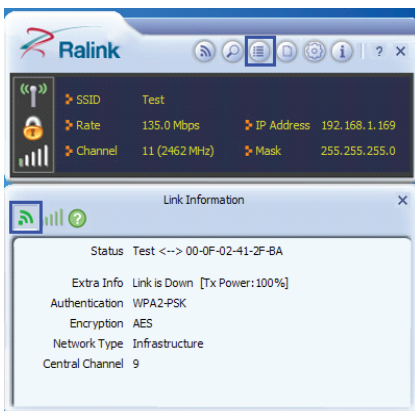 Ralink
? ×
SSID Test
Rate 135.0 Mbps IP Address 192.168.1.169
Channel 11 (2462 MHz) Mask 255.255.255.0
Link Information ×
Status Test <--> 00-0F-02-41-2F-BA
Extra Info Link is Down [Tx Power:100%]
Authentication WPA2-PSK
Encryption AES
Network Type Infrastructure
Central Channel 9